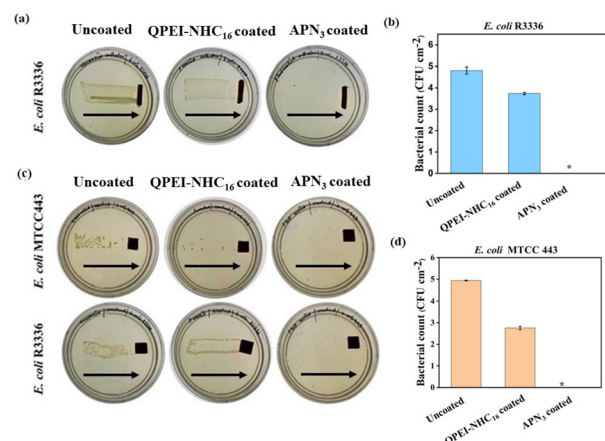 (a)
Uncoated
QPEI-NHC16 coated
APN3 coated
E. coli R3336
(b)
E. coli R3336
Bacterial count (CFU cm-2)
6
5
4
3
2
1
0
*
Uncoated
QPEI-NHC16 coated
APN3 coated
(c)
Uncoated
QPEI-NHC16 coated
APN3 coated
E. coli MTCC443
E. coli R3336
(d)
E. coli MTCC 443
Bacterial count (CFU cm-2)
6
5
4
3
2
1
0
*
Uncoated
QPEI-NHC16 coated
APN3 coated